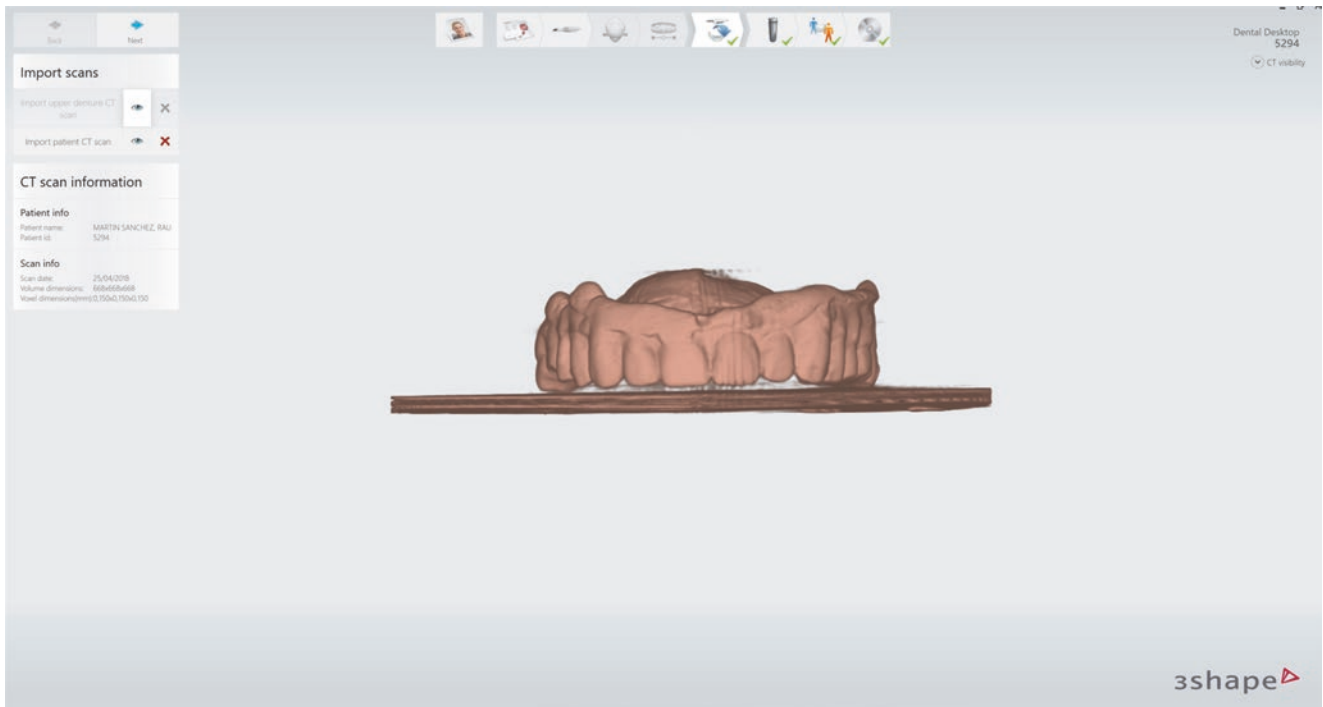 Back
Next
Dental Desktop
5294
CT visibility
Import scans
Import upper denture CT
scan
Import patient CT scan
CT scan information
Patient info
Patient name: MARTIN SANCHEZ, RAU
Patient id: 5294
Scan info
Scan date: 25/04/2018
Volume dimensions: 668x668x668
Voxel dimensions(mm): 0,150x0,150x0,150
3shape